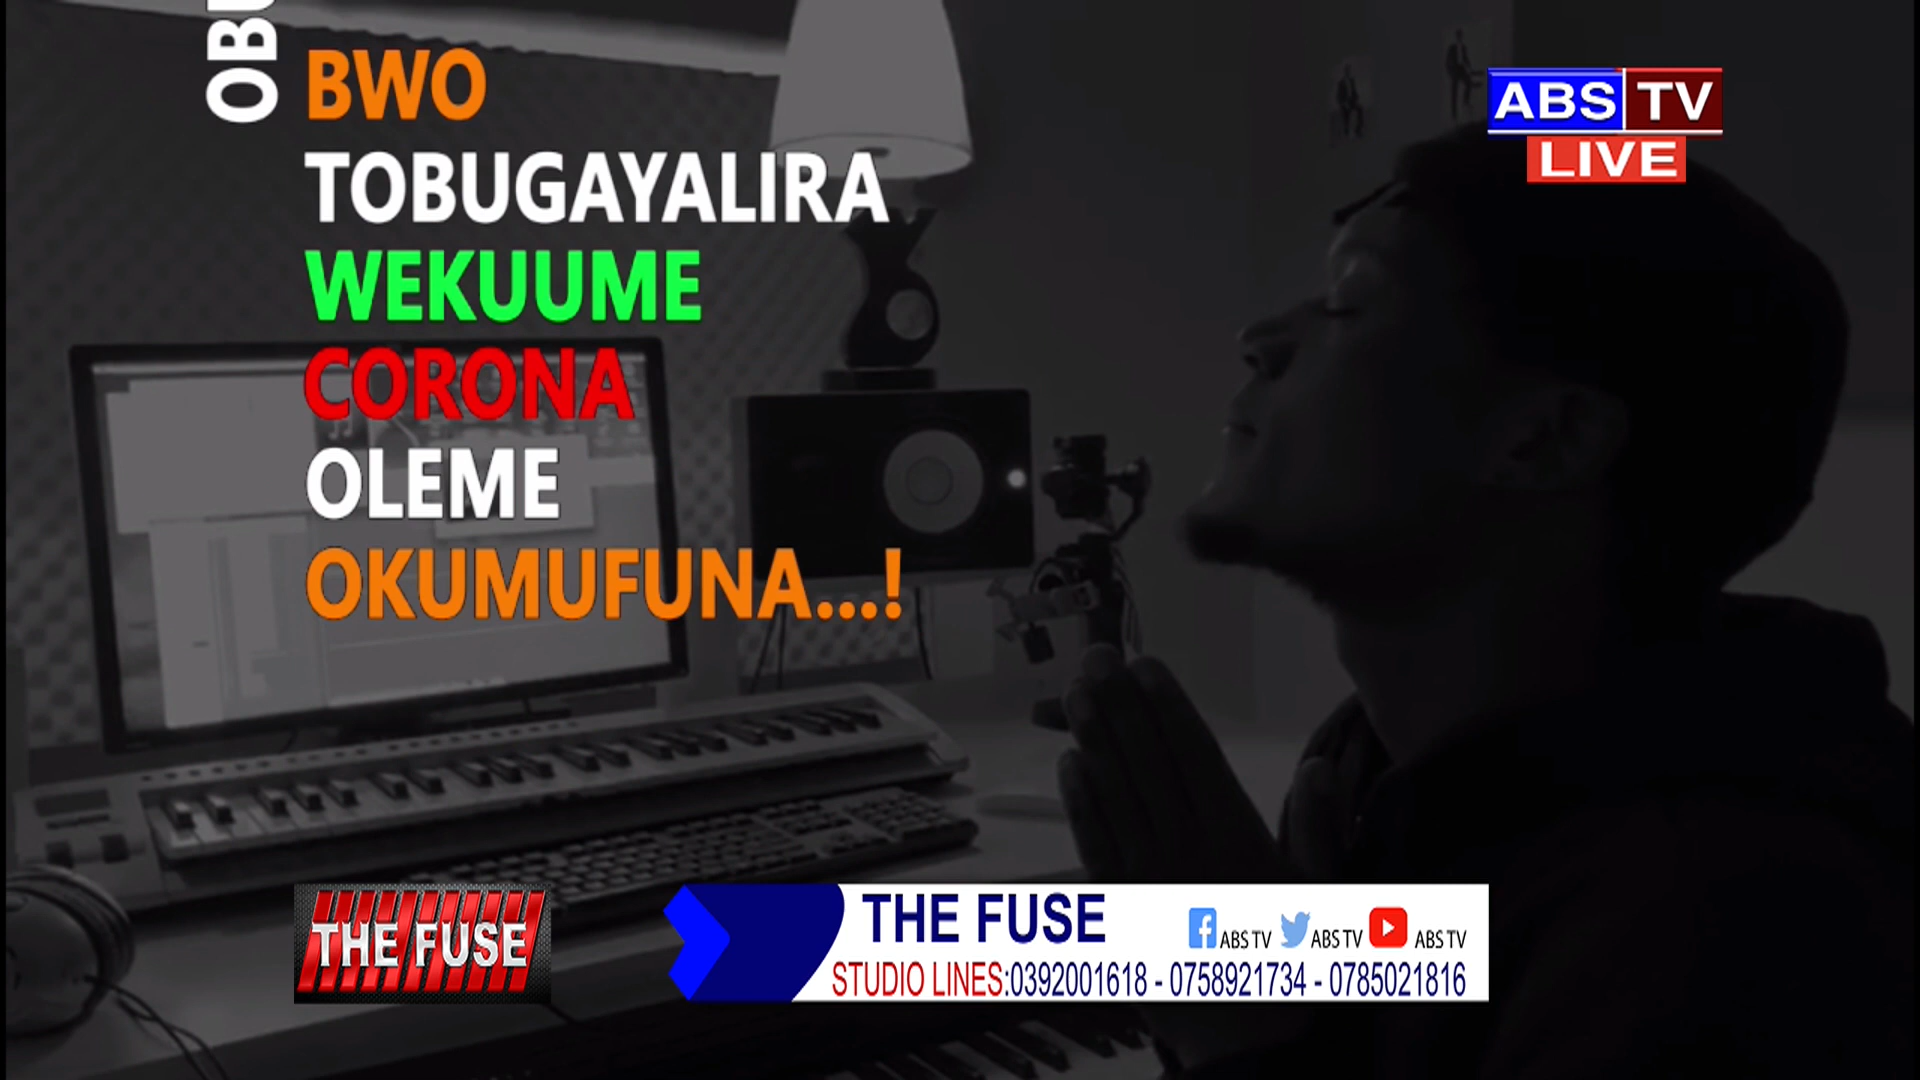 BWO
TOBUGAYALIRA
WEKUUME
CORONA
OLEME
OKUMUFUNA...!
ABS TV
LIVE
THE FUSE
THE FUSE
ABS TV ABS TV ABS TV
STUDIO LINES:0392001618 - 0758921734 - 0785021816